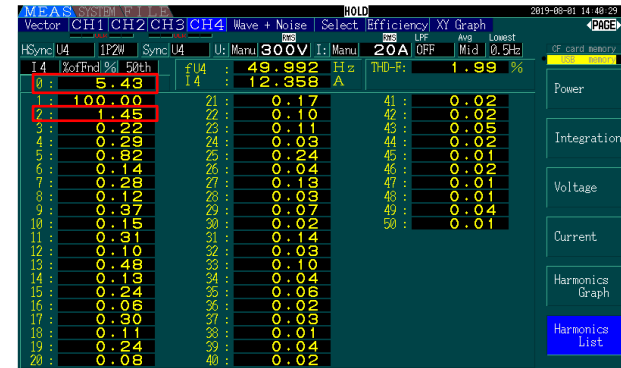 MEAS SYSTEM FILE HOLD 2019-08-01 14:40:29
Vector CH1 CH2 CH3 CH4 Wave + Noise Select Efficiency XY Graph PAGE
RMS RMS LPF Avg Lowest
HSync U4 1P2W Sync U4 U: Manu 300V I: Manu 20A OFF Mid 0.5Hz
CF card memory
USB memory
I4 %ofFnd % 50th fU4 : 49.992 Hz THD-F: 1.99 %
0 : 5.43 I4 : 12.358 A
1 : 100.00 21 : 0.17 41 : 0.02
2 : 1.45 22 : 0.10 42 : 0.02
3 : 0.22 23 : 0.11 43 : 0.05
4 : 0.29 24 : 0.03 44 : 0.02
5 : 0.82 25 : 0.24 45 : 0.01
6 : 0.14 26 : 0.04 46 : 0.02
7 : 0.28 27 : 0.13 47 : 0.01
8 : 0.12 28 : 0.03 48 : 0.01
9 : 0.37 29 : 0.07 49 : 0.04
10 : 0.15 30 : 0.02 50 : 0.01
11 : 0.31 31 : 0.14
12 : 0.10 32 : 0.03
13 : 0.48 33 : 0.10
14 : 0.13 34 : 0.04
15 : 0.24 35 : 0.06
16 : 0.06 36 : 0.02
17 : 0.30 37 : 0.03
18 : 0.11 38 : 0.01
19 : 0.24 39 : 0.04
20 : 0.08 40 : 0.02
Power
Integration
Voltage
Current
Harmonics
Graph
Harmonics
List